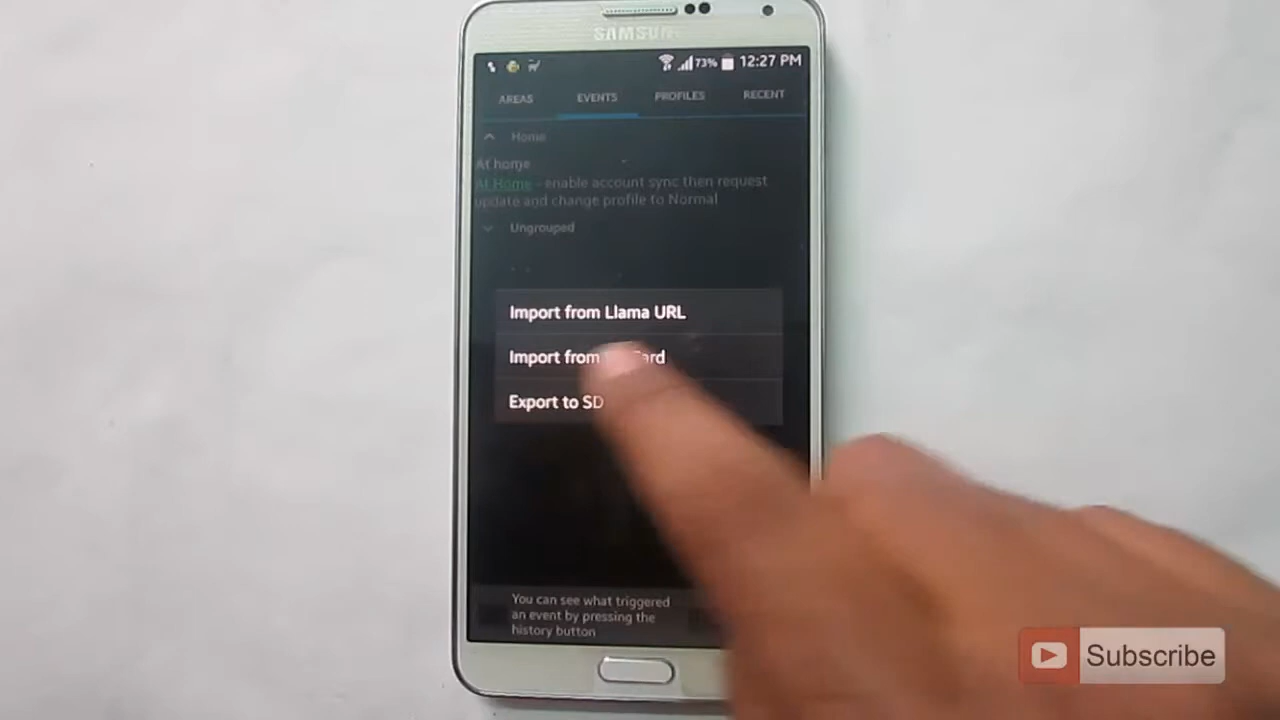 SAMSUNG
73% 12:27 PM
AREAS EVENTS PROFILES RECENT
Home
At home
At Home - enable account sync then request
update and change profile to Normal
Ungrouped
Import from Llama URL
Import from ard
Export to SD
You can see what triggered
an event by pressing the
history button
Subscribe